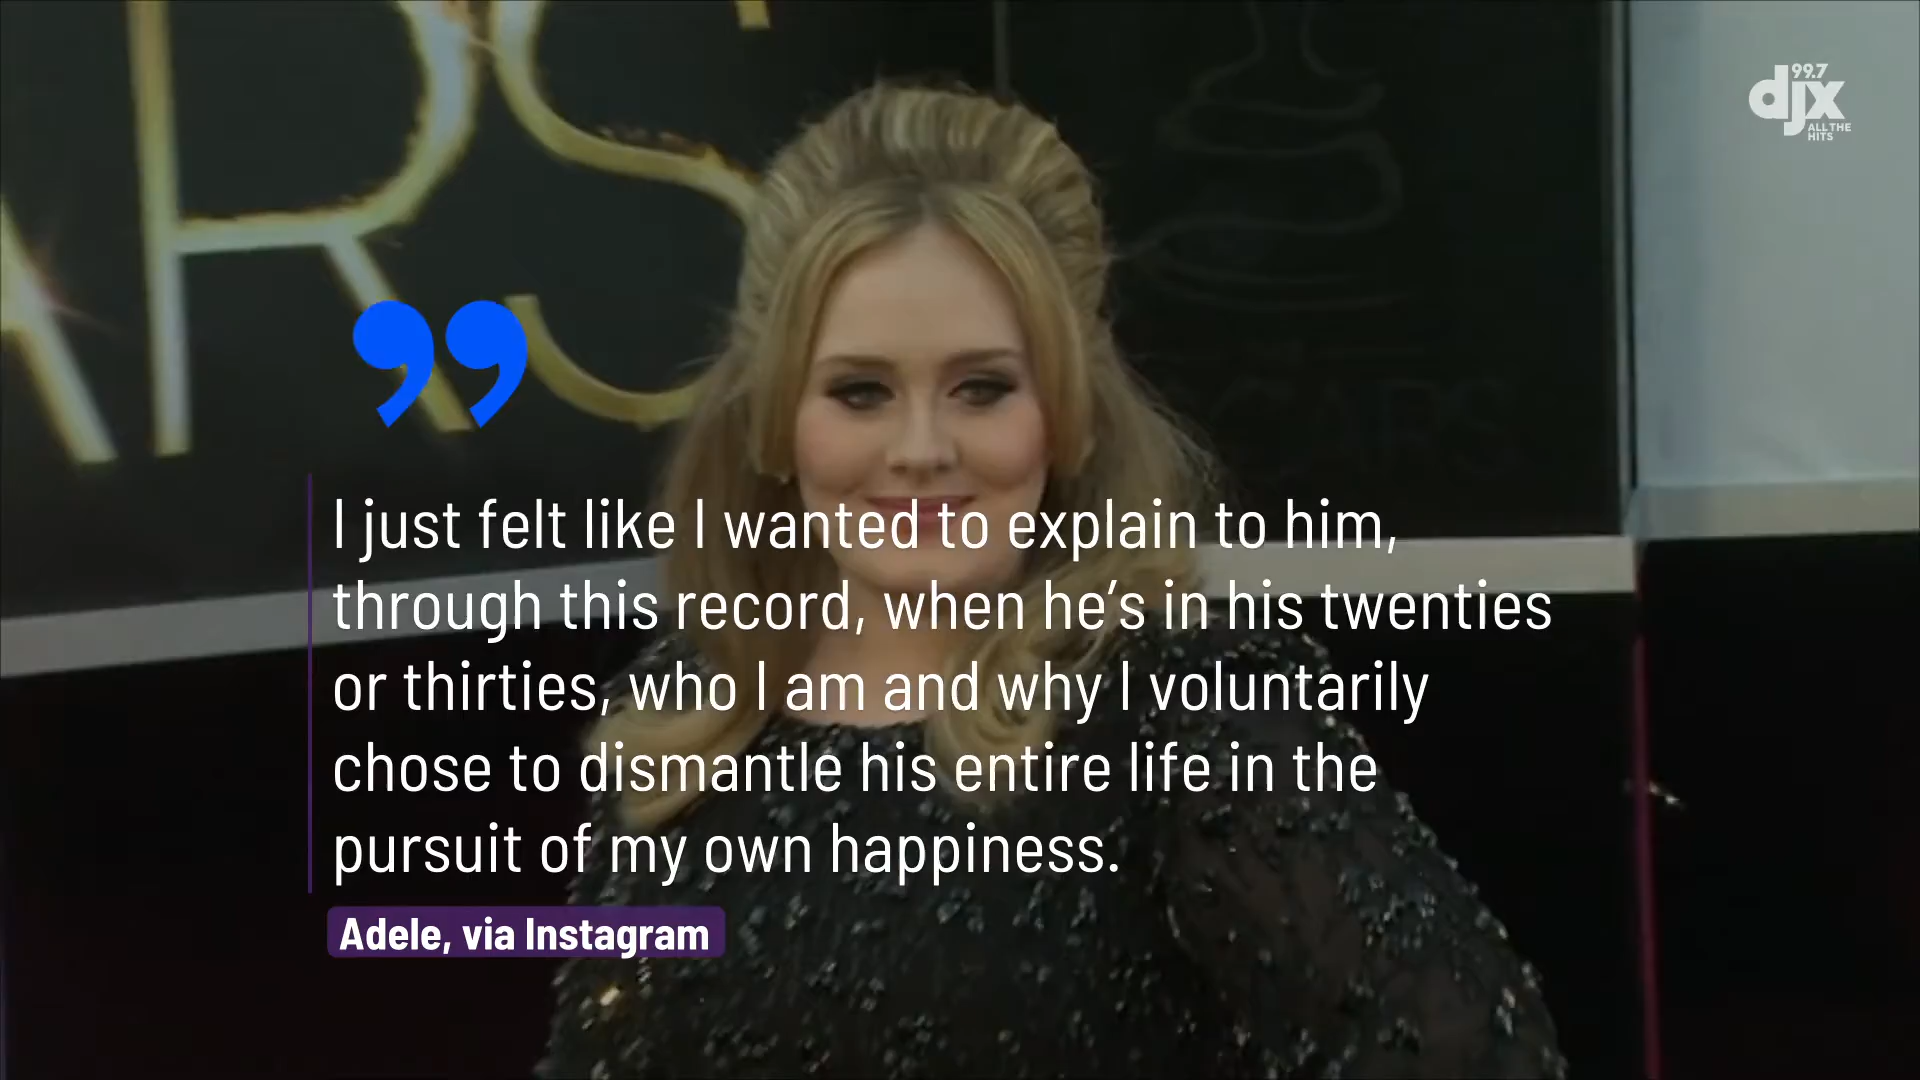 ARS
99.7
djx
ALL THE
HITS
”
I just felt like I wanted to explain to him,
through this record, when he’s in his twenties
or thirties, who I am and why I voluntarily
chose to dismantle his entire life in the
pursuit of my own happiness.
Adele, via Instagram